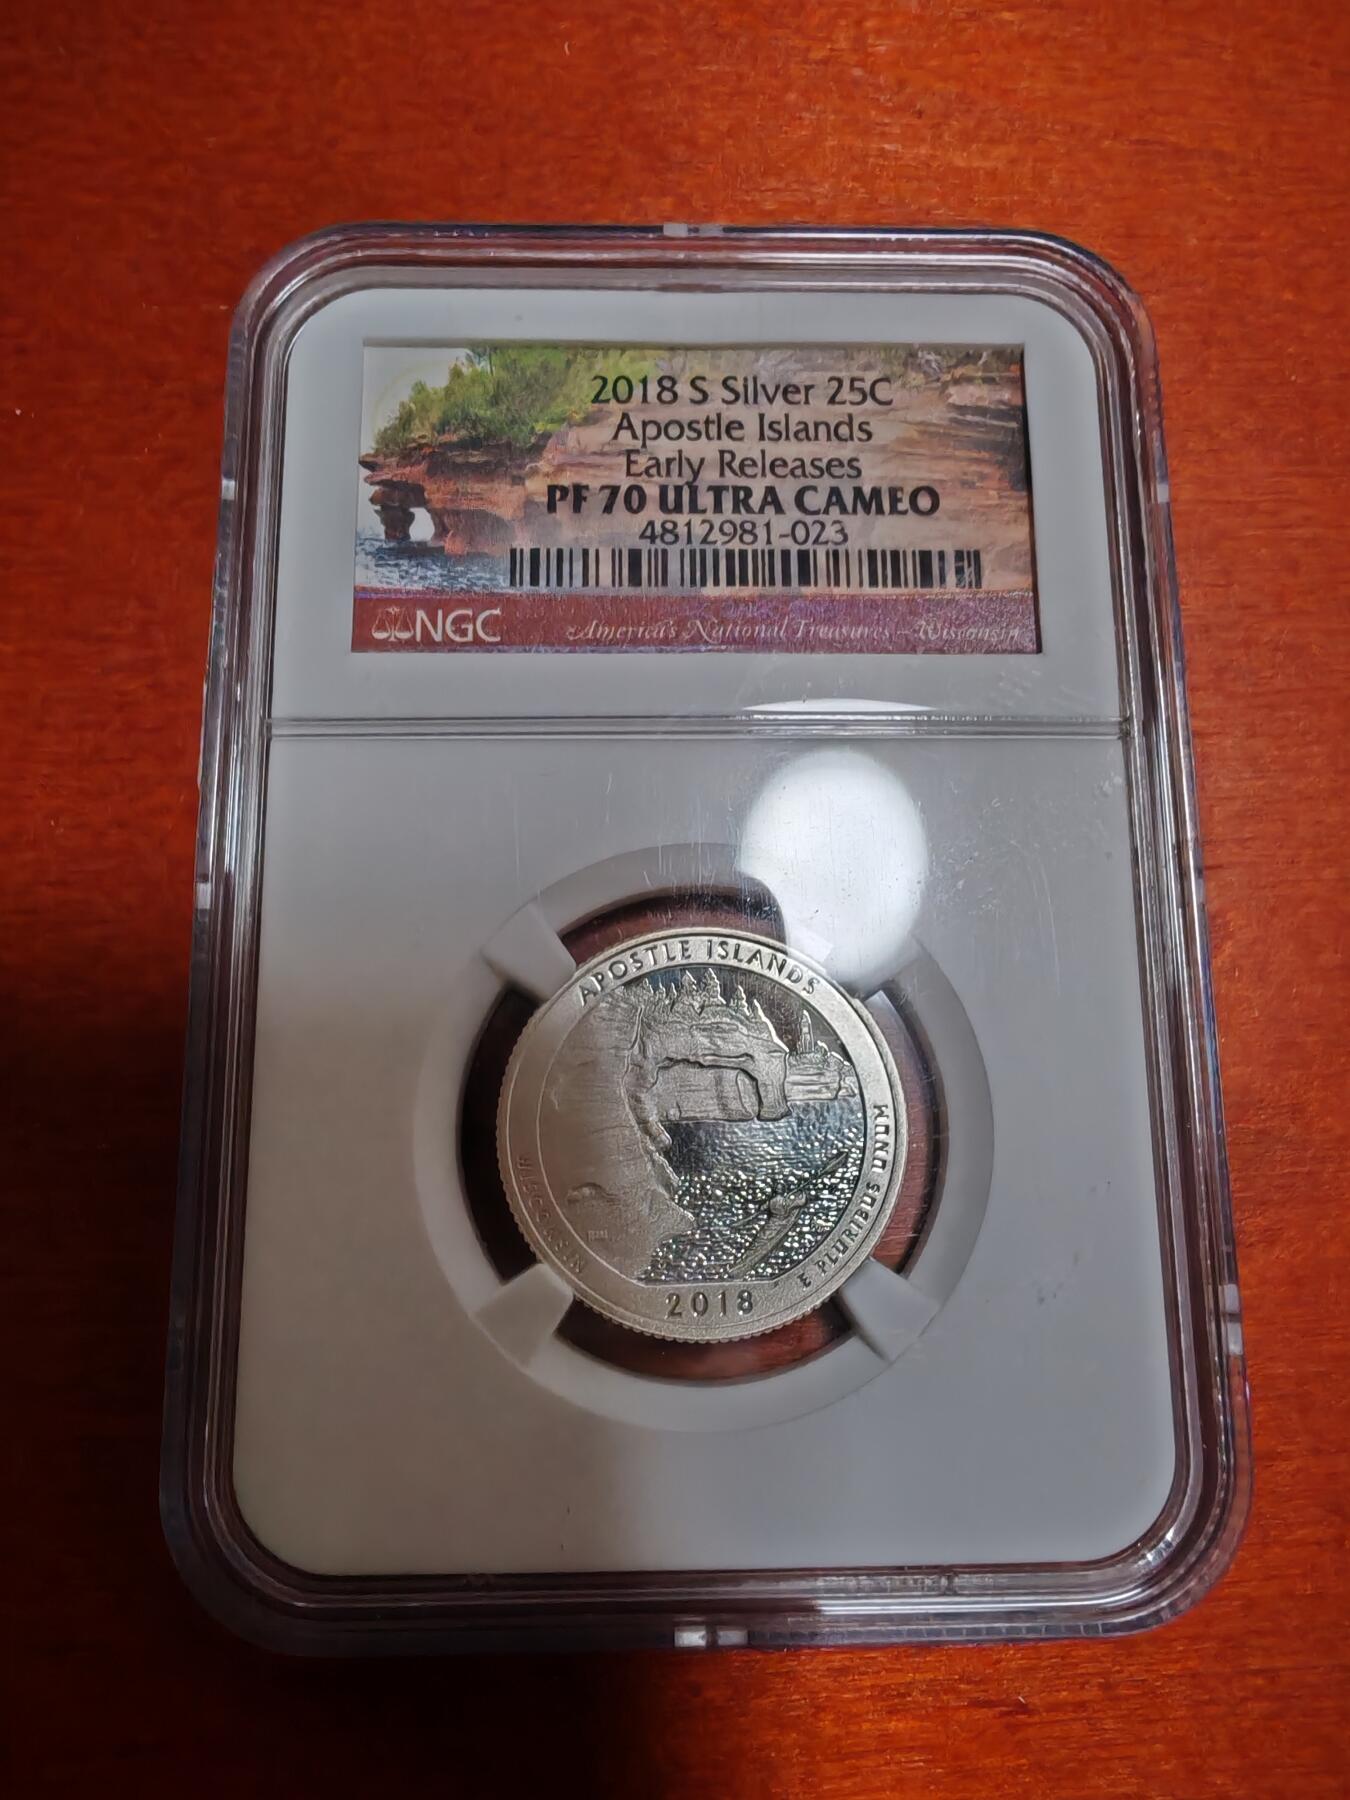 2018 S Silver 25C
Apostle Islands
Early Releases
PF 70 ULTRA CAMEO
4812981-023
NGC
America's National Treasures – Wisconsin
APOSTLE ISLANDS
WISCONSIN
2018
E PLURIBUS UNUM